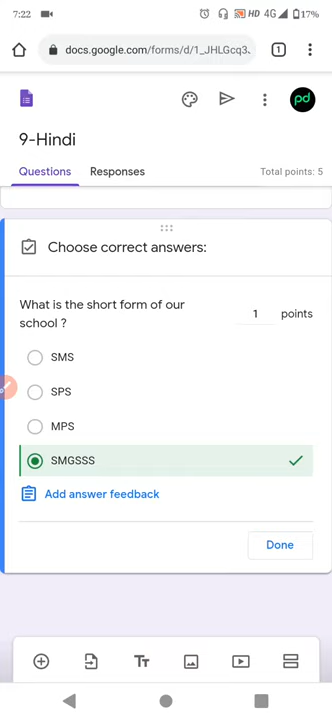 7:22 HD 4G 17%
docs.google.com/forms/d/1_JHLGcq3 1
pd
9-Hindi
Questions Responses Total points: 5
Choose correct answers:
What is the short form of our 1 points
school ?
SMS
SPS
MPS
SMGSSS
Add answer feedback
Done
Tт